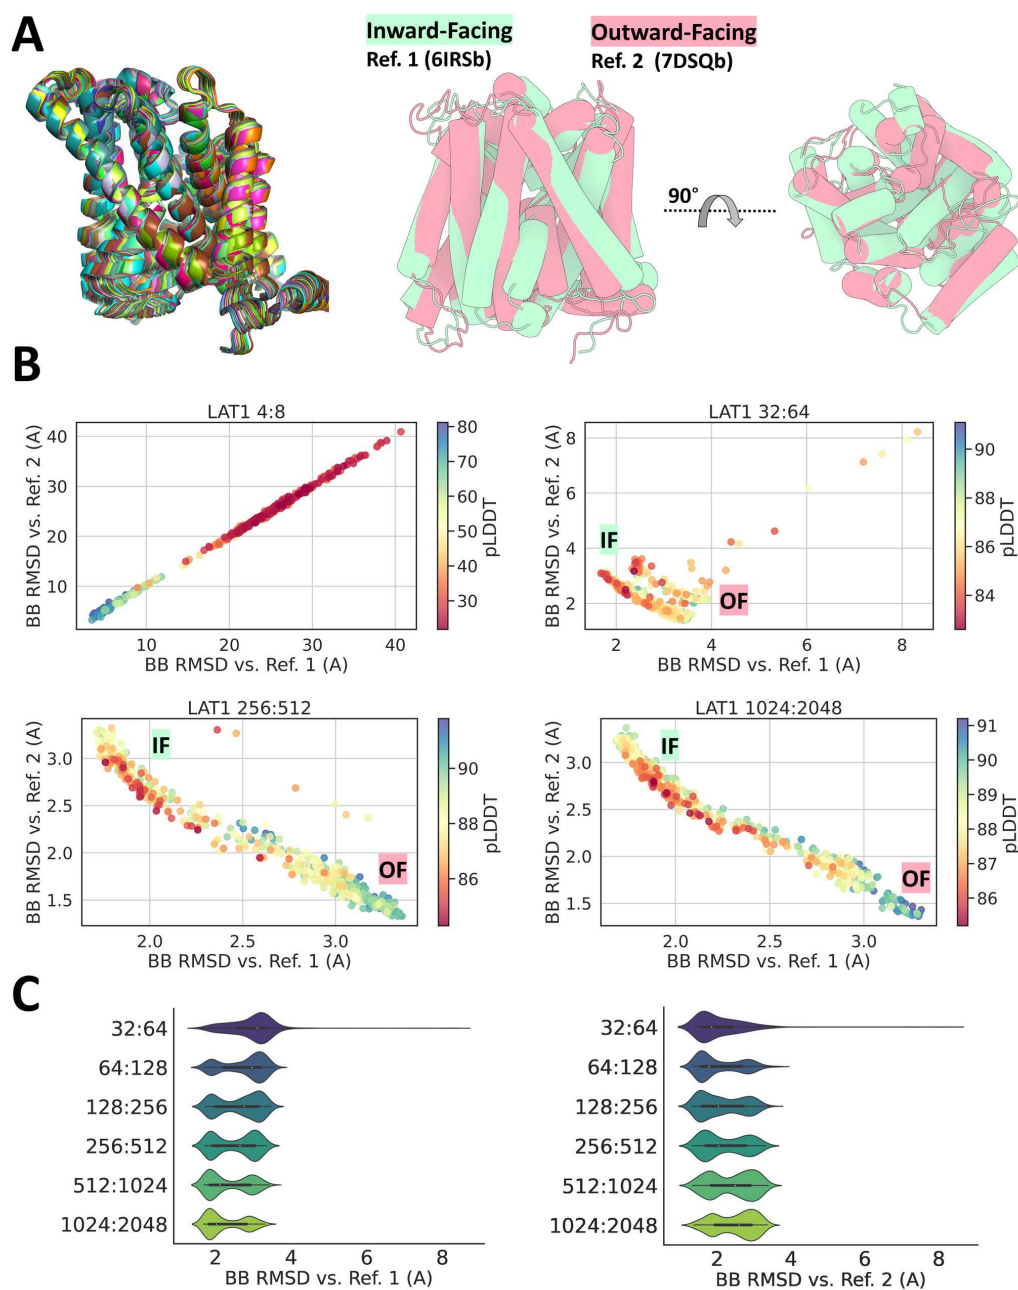 A
Inward-Facing
Ref. 1 (6IRSb)
Outward-Facing
Ref. 2 (7DSQb)
90°
B
LAT1 4:8
BB RMSD vs. Ref. 2 (A)
40
30
20
10
10
20
30
40
BB RMSD vs. Ref. 1 (A)
80
70
60
50
40
30
pLDDT
LAT1 32:64
BB RMSD vs. Ref. 2 (A)
8
6
4
2
IF
OF
2
4
6
8
BB RMSD vs. Ref. 1 (A)
90
88
86
84
pLDDT
LAT1 256:512
BB RMSD vs. Ref. 2 (A)
3.0
2.5
2.0
1.5
IF
OF
2.0
2.5
3.0
BB RMSD vs. Ref. 1 (A)
90
88
86
pLDDT
LAT1 1024:2048
BB RMSD vs. Ref. 2 (A)
3.0
2.5
2.0
1.5
IF
OF
2.0
2.5
3.0
BB RMSD vs. Ref. 1 (A)
91
90
89
88
87
86
pLDDT
C
32:64
64:128
128:256
256:512
512:1024
1024:2048
2
4
6
8
BB RMSD vs. Ref. 1 (A)
32:64
64:128
128:256
256:512
512:1024
1024:2048
2
4
6
8
BB RMSD vs. Ref. 2 (A)